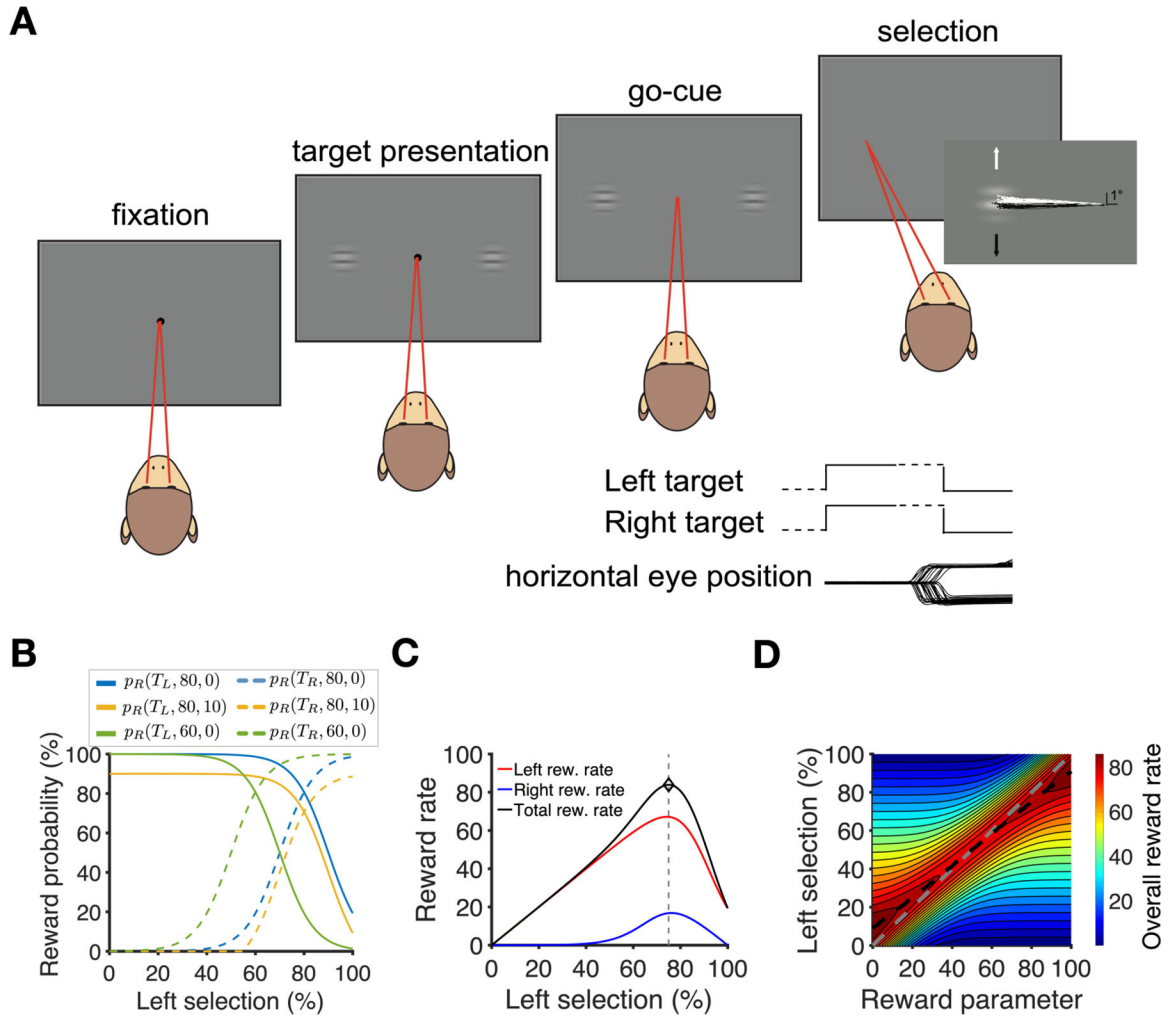 A
fixation
target presentation
go-cue
selection
1°
Left target
Right target
horizontal eye position
B
p_R(T_L, 80, 0)
p_R(T_R, 80, 0)
p_R(T_L, 80, 10)
p_R(T_R, 80, 10)
p_R(T_L, 60, 0)
p_R(T_R, 60, 0)
Reward probability (%)
100
80
60
40
20
0
0 20 40 60 80 100
Left selection (%)
C
Left rew. rate
Right rew. rate
Total rew. rate
Reward rate
100
80
60
40
20
0
0 20 40 60 80 100
Left selection (%)
D
Left selection (%)
100
80
60
40
20
0
0 20 40 60 80 100
Reward parameter
80
60
40
20
Overall reward rate